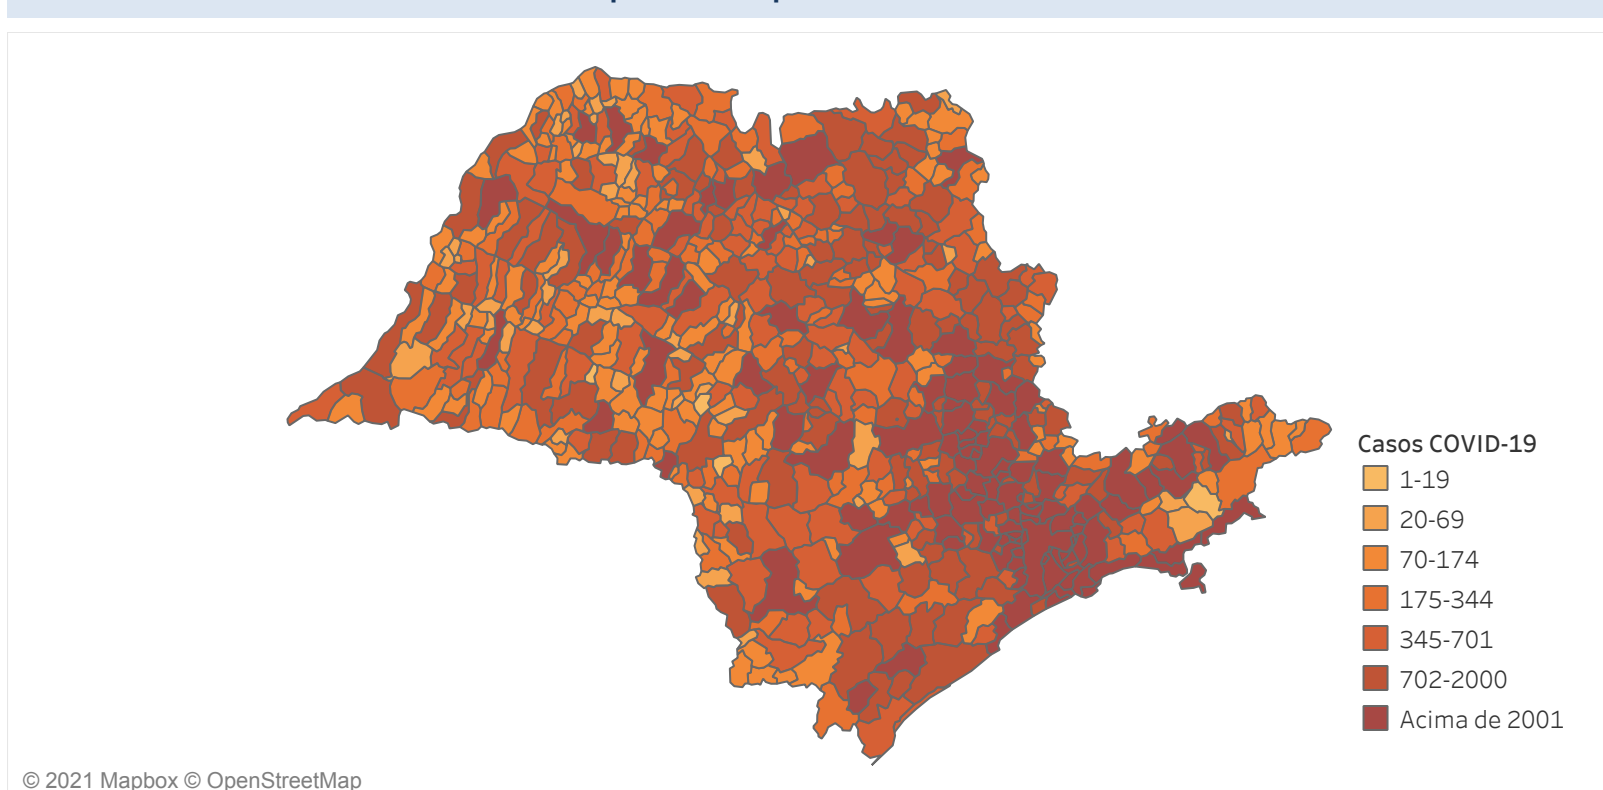 Casos COVID-19
1-19
20-69
70-174
175-344
345-701
702-2000
Acima de 2001
© 2021 Mapbox © OpenStreetMap